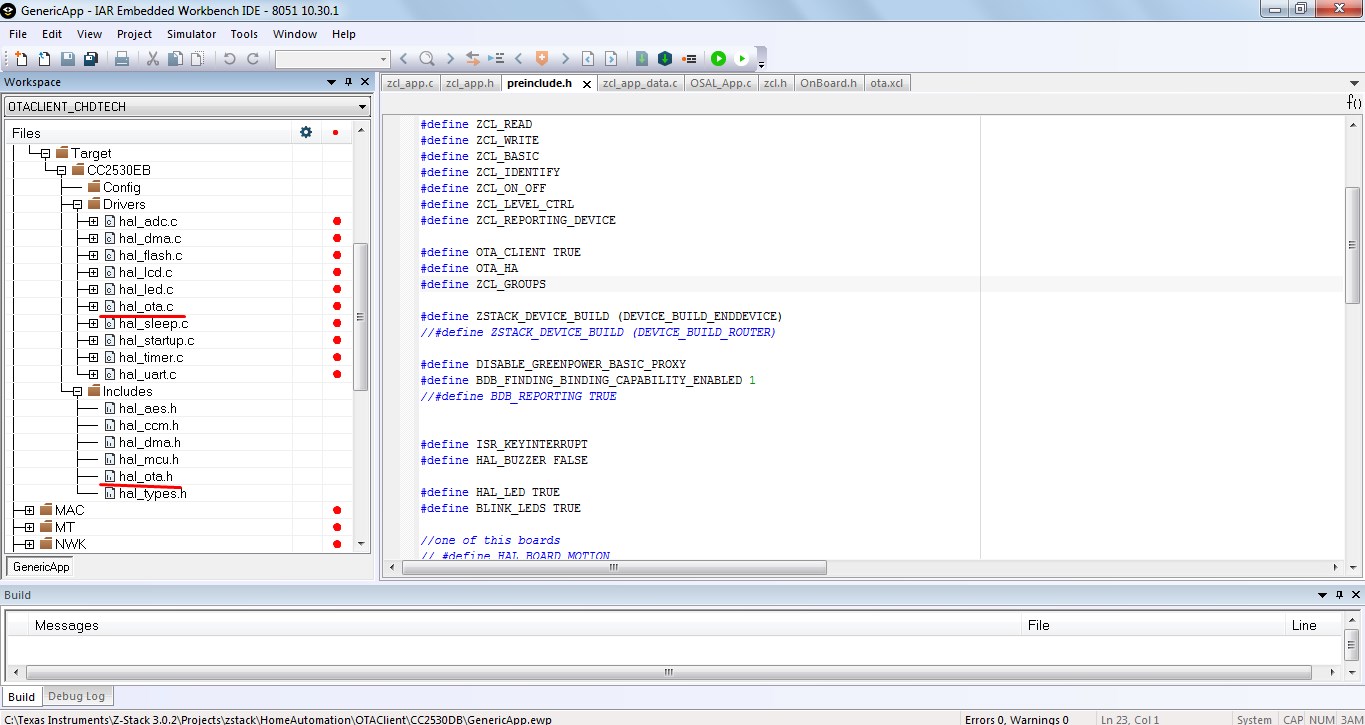 GenericApp - IAR Embedded Workbench IDE - 8051 10.30.1
File Edit View Project Simulator Tools Window Help
Workspace
OTACLIENT_CHDTECH
Files
Target
CC2530EB
Config
Drivers
hal_adc.c
hal_dma.c
hal_flash.c
hal_lcd.c
hal_led.c
hal_ota.c
hal_sleep.c
hal_startup.c
hal_timer.c
hal_uart.c
Includes
hal_aes.h
hal_ccm.h
hal_dma.h
hal_mcu.h
hal_ota.h
hal_types.h
MAC
MT
NWK
GenericApp
zcl_app.c zcl_app.h preinclude.h zcl_app_data.c OSAL_App.c zcl.h OnBoard.h ota.xcl
f()
#define ZCL_READ
#define ZCL_WRITE
#define ZCL_BASIC
#define ZCL_IDENTIFY
#define ZCL_ON_OFF
#define ZCL_LEVEL_CTRL
#define ZCL_REPORTING_DEVICE
#define OTA_CLIENT TRUE
#define OTA_HA
#define ZCL_GROUPS
#define ZSTACK_DEVICE_BUILD (DEVICE_BUILD_ENDDEVICE)
//#define ZSTACK_DEVICE_BUILD (DEVICE_BUILD_ROUTER)
#define DISABLE_GREENPOWER_BASIC_PROXY
#define BDB_FINDING_BINDING_CAPABILITY_ENABLED 1
//#define BDB_REPORTING TRUE
#define ISR_KEYINTERRUPT
#define HAL_BUZZER FALSE
#define HAL_LED TRUE
#define BLINK_LEDS TRUE
//one of this boards
// #define HAL_BOARD_MOTION
Build
Messages File Line
Build Debug Log
C:\Texas Instruments\Z-Stack 3.0.2\Projects\zstack\HomeAutomation\OTAClient\CC2530DB\GenericApp.ewp Errors 0, Warnings 0 Ln 23, Col 1 System CAP NUM ЗАМ